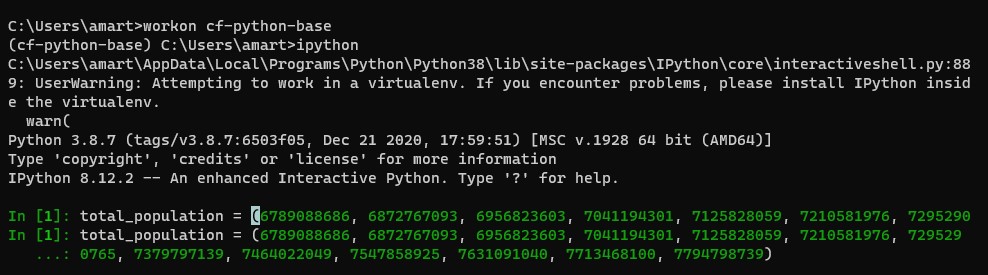 C:\Users\amart>workon cf-python-base
(cf-python-base) C:\Users\amart>ipython
C:\Users\amart\AppData\Local\Programs\Python\Python38\lib\site-packages\IPython\core\interactiveshell.py:88
9: UserWarning: Attempting to work in a virtualenv. If you encounter problems, please install IPython insid
e the virtualenv.
  warn(
Python 3.8.7 (tags/v3.8.7:6503f05, Dec 21 2020, 17:59:51) [MSC v.1928 64 bit (AMD64)]
Type 'copyright', 'credits' or 'license' for more information
IPython 8.12.2 -- An enhanced Interactive Python. Type '?' for help.
In [1]: total_population = (6789088686, 6872767093, 6956823603, 7041194301, 7125828059, 7210581976, 7295290
In [1]: total_population = (6789088686, 6872767093, 6956823603, 7041194301, 7125828059, 7210581976, 729529
   ...: 0765, 7379797139, 7464022049, 7547858925, 7631091040, 7713468100, 7794798739)